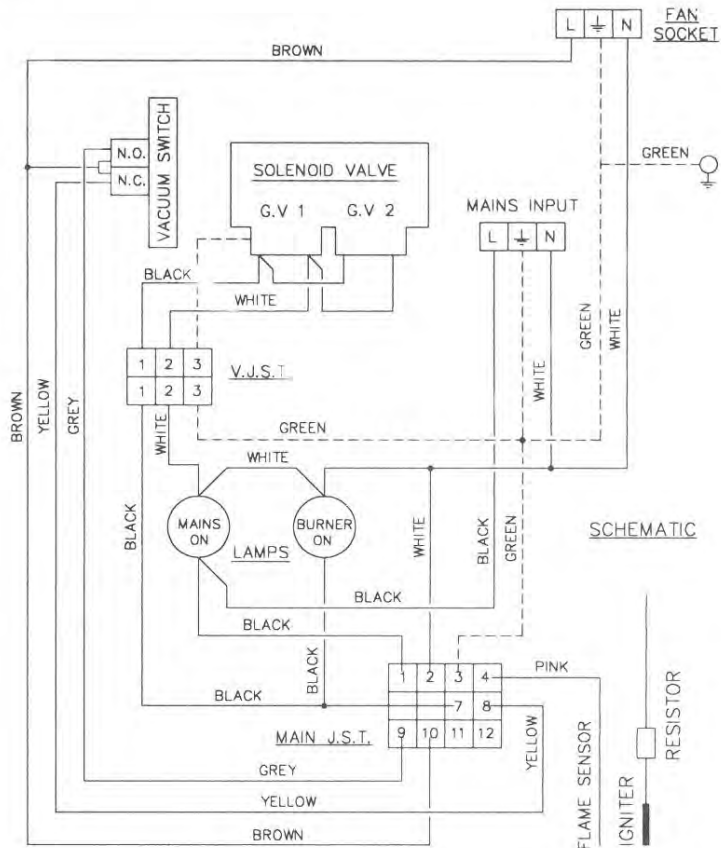 L N FAN
SOCKET
BROWN
VACUUM SWITCH
N.O.
N.C.
SOLENOID VALVE
G.V 1 G.V 2
GREEN
MAINS INPUT
L N
BLACK
WHITE
GREEN
WHITE
WHITE
1 2 3
1 2 3
V.J.S.T.
BROWN
YELLOW
GREY
GREEN
WHITE
WHITE
BLACK
MAINS
ON
BURNER
ON
LAMPS
WHITE
BLACK
GREEN
SCHEMATIC
BLACK
BLACK
BLACK
1 2 3 4
PINK
BLACK
7 8
MAIN J.S.T.
9 10 11 12
YELLOW
GREY
YELLOW
BROWN
FLAME SENSOR
IGNITER
RESISTOR